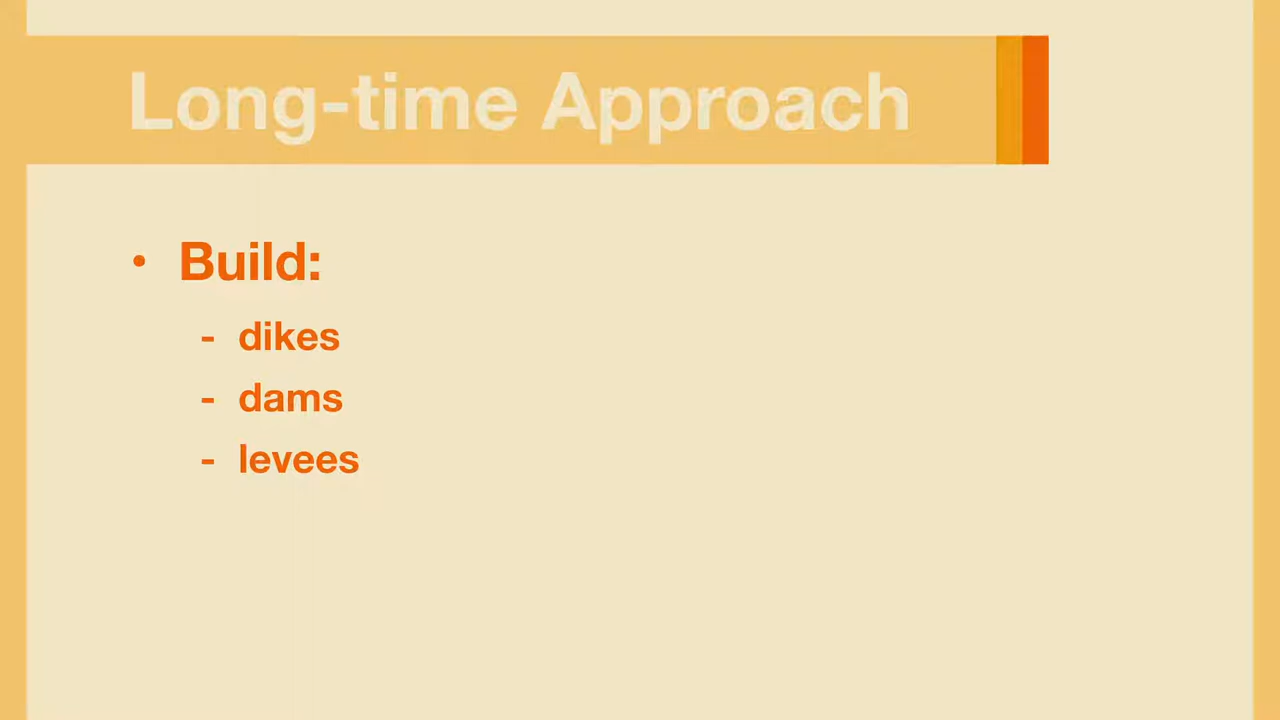 Long-time Approach
• Build:
- dikes
- dams
- levees